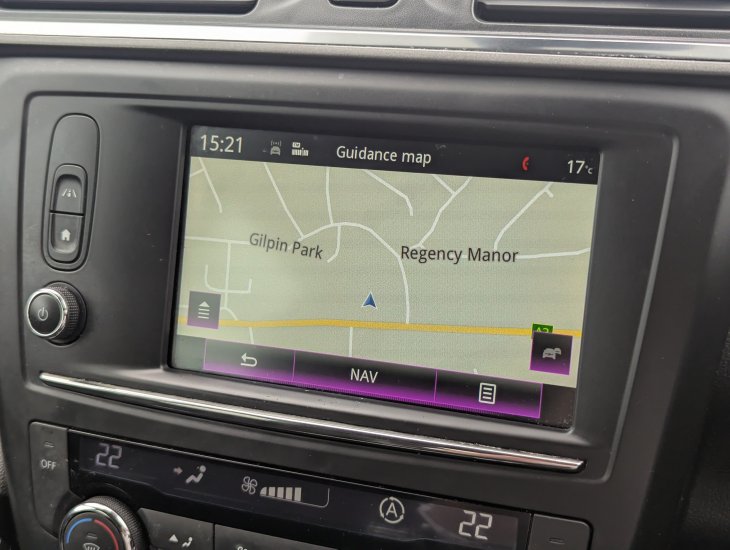 15:21
Guidance map
17°C
Gilpin Park
Regency Manor
NAV
OFF
22
A
22